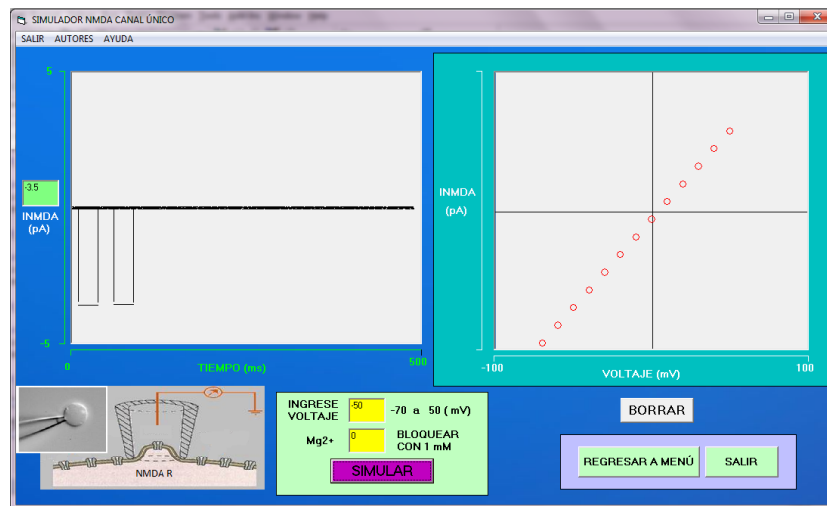 SIMULADOR NMDA CANAL ÚNICO
SALIR AUTORES AYUDA
5
-3.5
INMDA
(pA)
-5
0
500
TIEMPO (ms)
INMDA
(pA)
-100
100
VOLTAJE (mV)
NMDA R
INGRESE
VOLTAJE
-50
-70 a 50 ( mV)
Mg2+
0
BLOQUEAR
CON 1 mM
SIMULAR
BORRAR
REGRESAR A MENÚ
SALIR